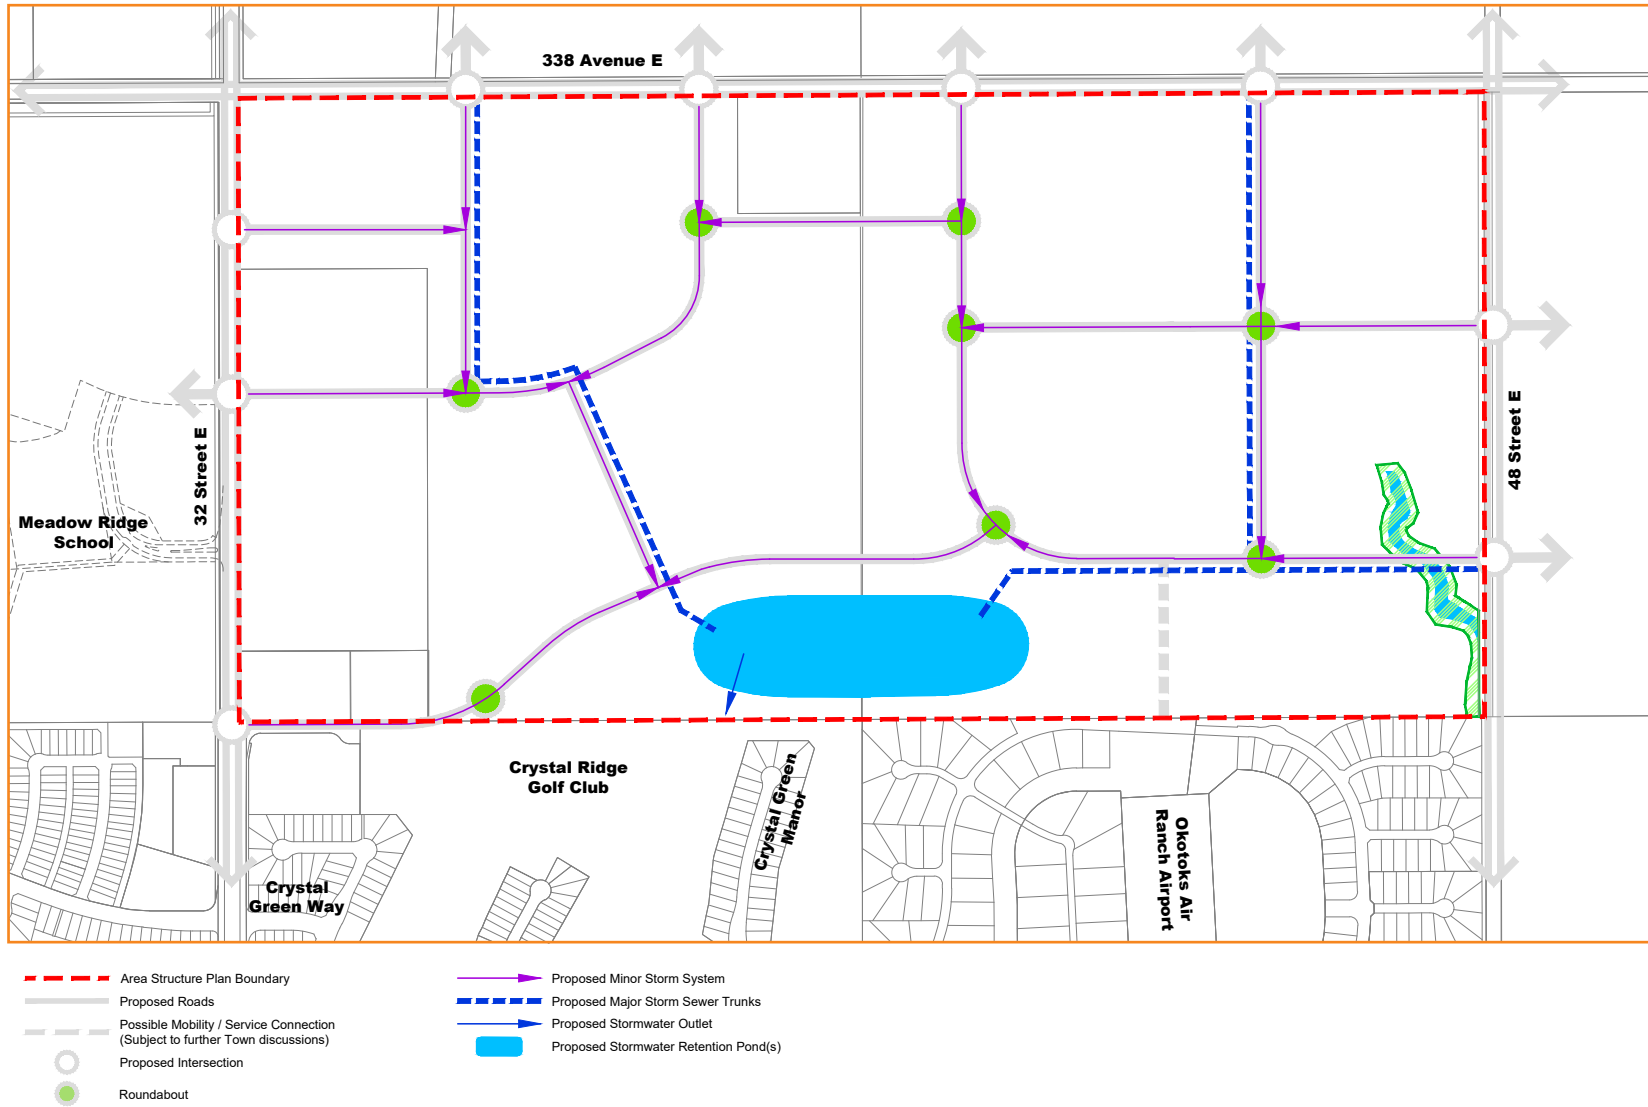 338 Avenue E
32 Street E
48 Street E
Meadow Ridge
School
Crystal Ridge
Golf Club
Crystal Green
Manor
Okotoks Air
Ranch Airport
Crystal
Green Way
Area Structure Plan Boundary
Proposed Roads
Possible Mobility / Service Connection
(Subject to further Town discussions)
Proposed Intersection
Roundabout
Proposed Minor Storm System
Proposed Major Storm Sewer Trunks
Proposed Stormwater Outlet
Proposed Stormwater Retention Pond(s)